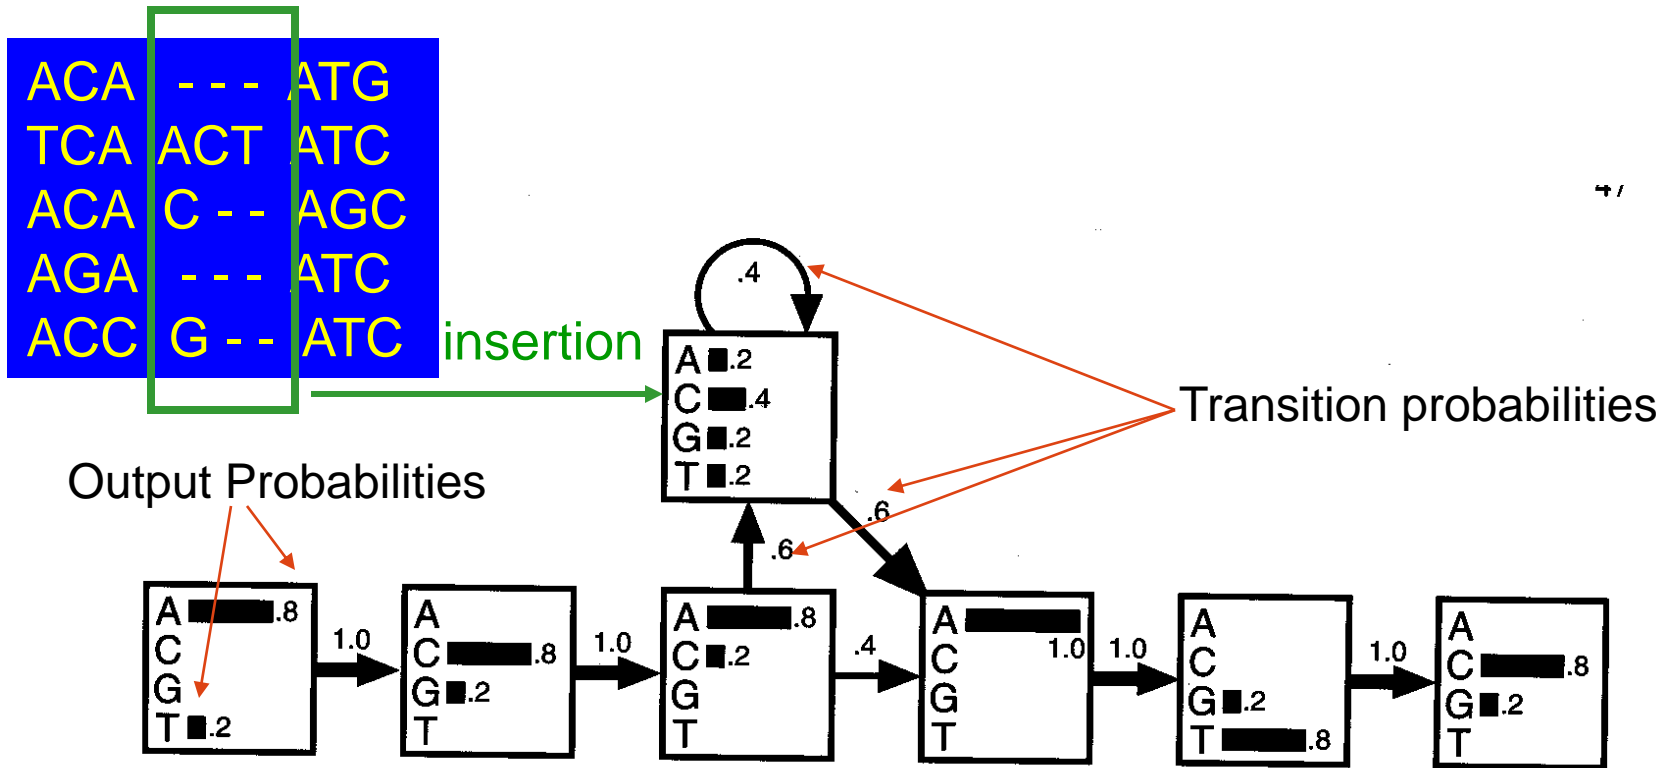 ACA - - - ATG
TCA ACT ATC
ACA C - - AGC
AGA - - - ATC
ACC G - - ATC
insertion
.4
A .2
C .4
G .2
T .2
Transition probabilities
Output Probabilities
.6
.6
A .8
C
G
T .2
1.0
A
C .8
G .2
T
1.0
A .8
C .2
G
T
.4
A 1.0
C
G
T
1.0
A
C
G .2
T .8
1.0
A
C .8
G .2
T